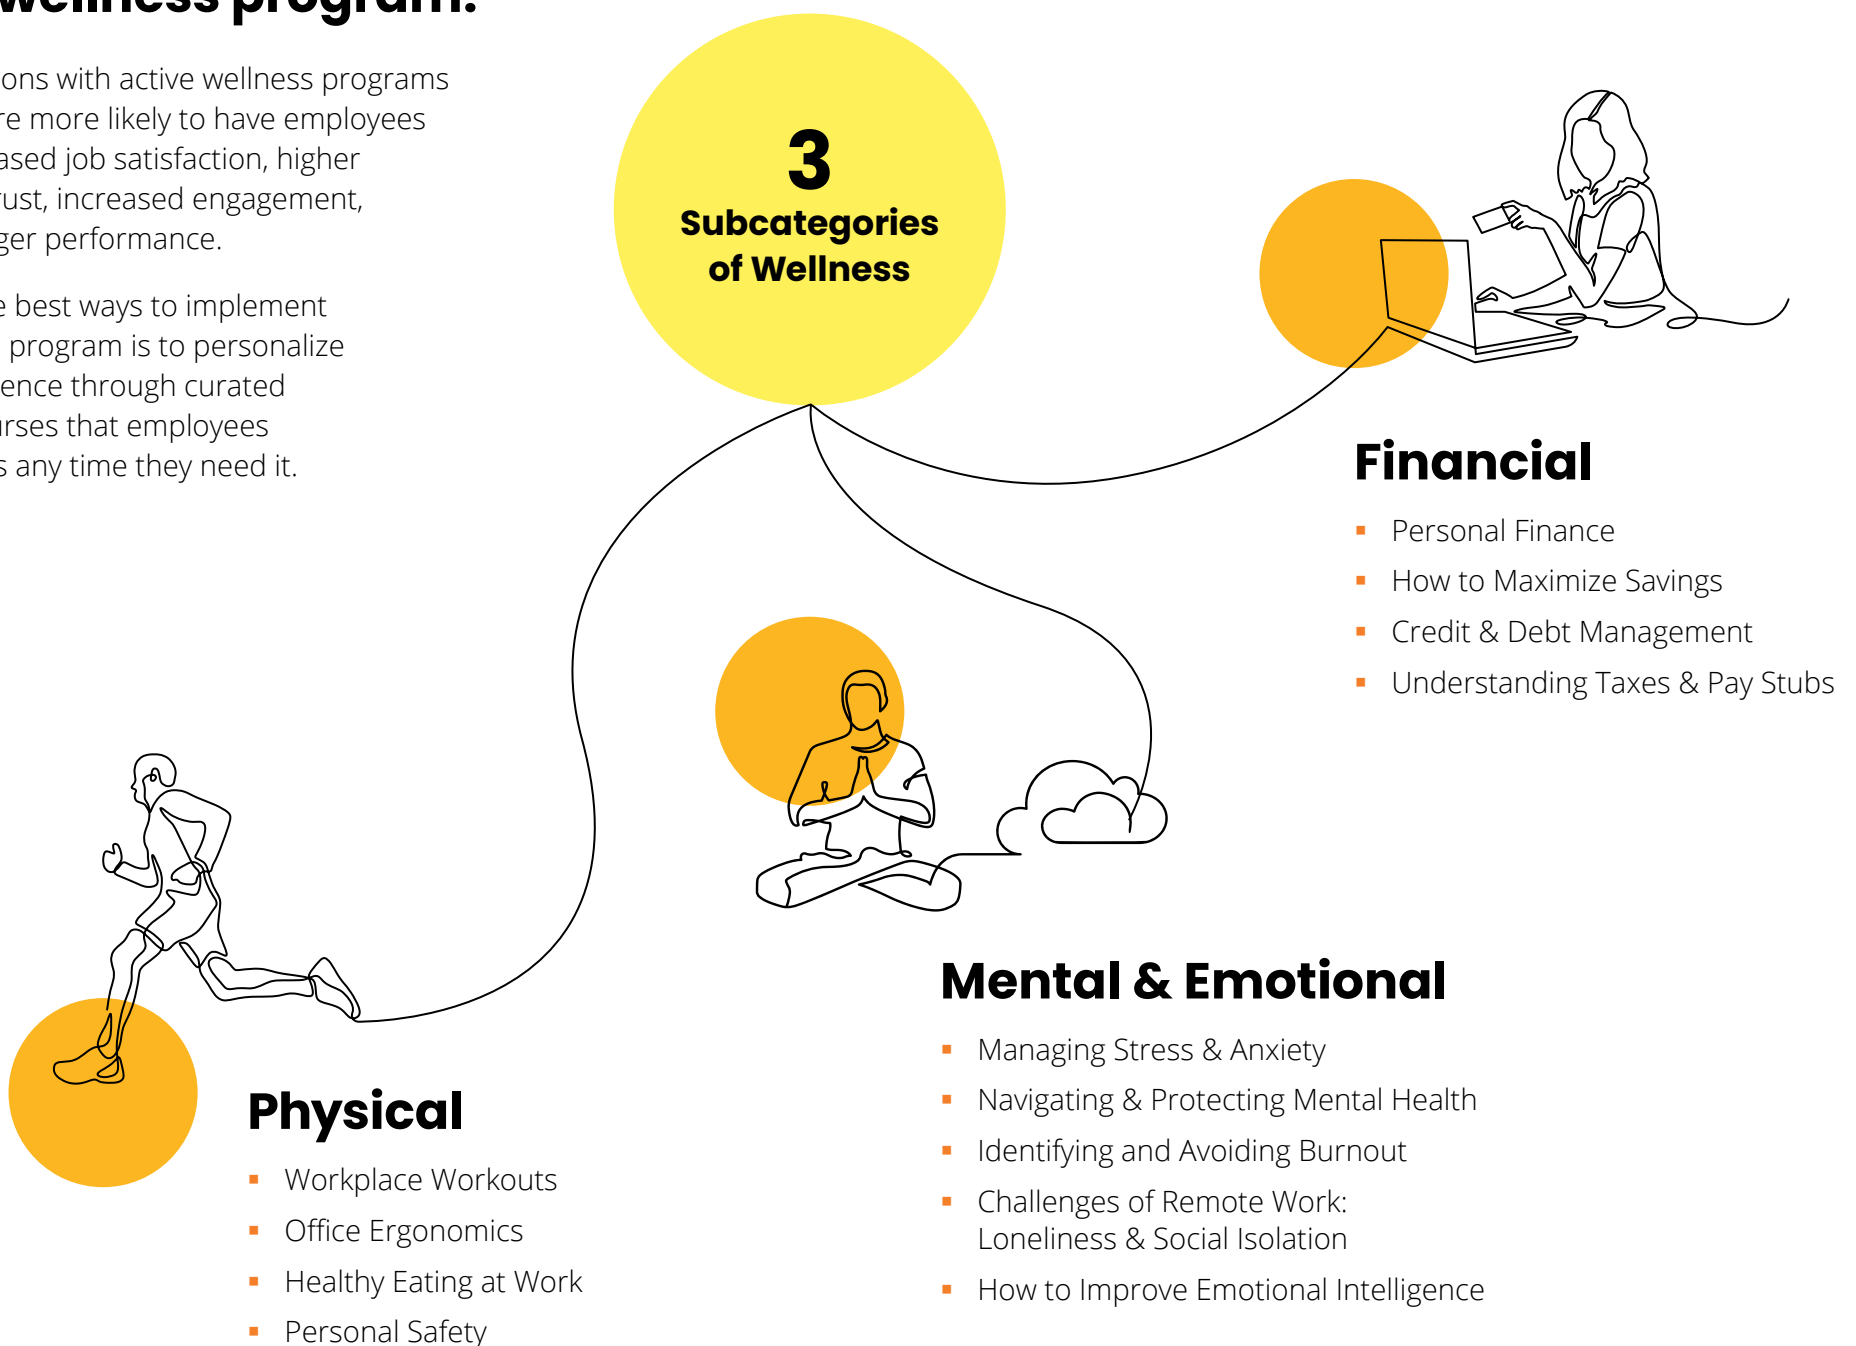 wellness program.
ons with active wellness programs
re more likely to have employees
ased job satisfaction, higher
rust, increased engagement,
ger performance.
e best ways to implement
program is to personalize
ence through curated
urses that employees
s any time they need it.
3
Subcategories
of Wellness
Financial
▪ Personal Finance
▪ How to Maximize Savings
▪ Credit & Debt Management
▪ Understanding Taxes & Pay Stubs
Mental & Emotional
▪ Managing Stress & Anxiety
▪ Navigating & Protecting Mental Health
▪ Identifying and Avoiding Burnout
▪ Challenges of Remote Work:
Loneliness & Social Isolation
▪ How to Improve Emotional Intelligence
Physical
▪ Workplace Workouts
▪ Office Ergonomics
▪ Healthy Eating at Work
▪ Personal Safety